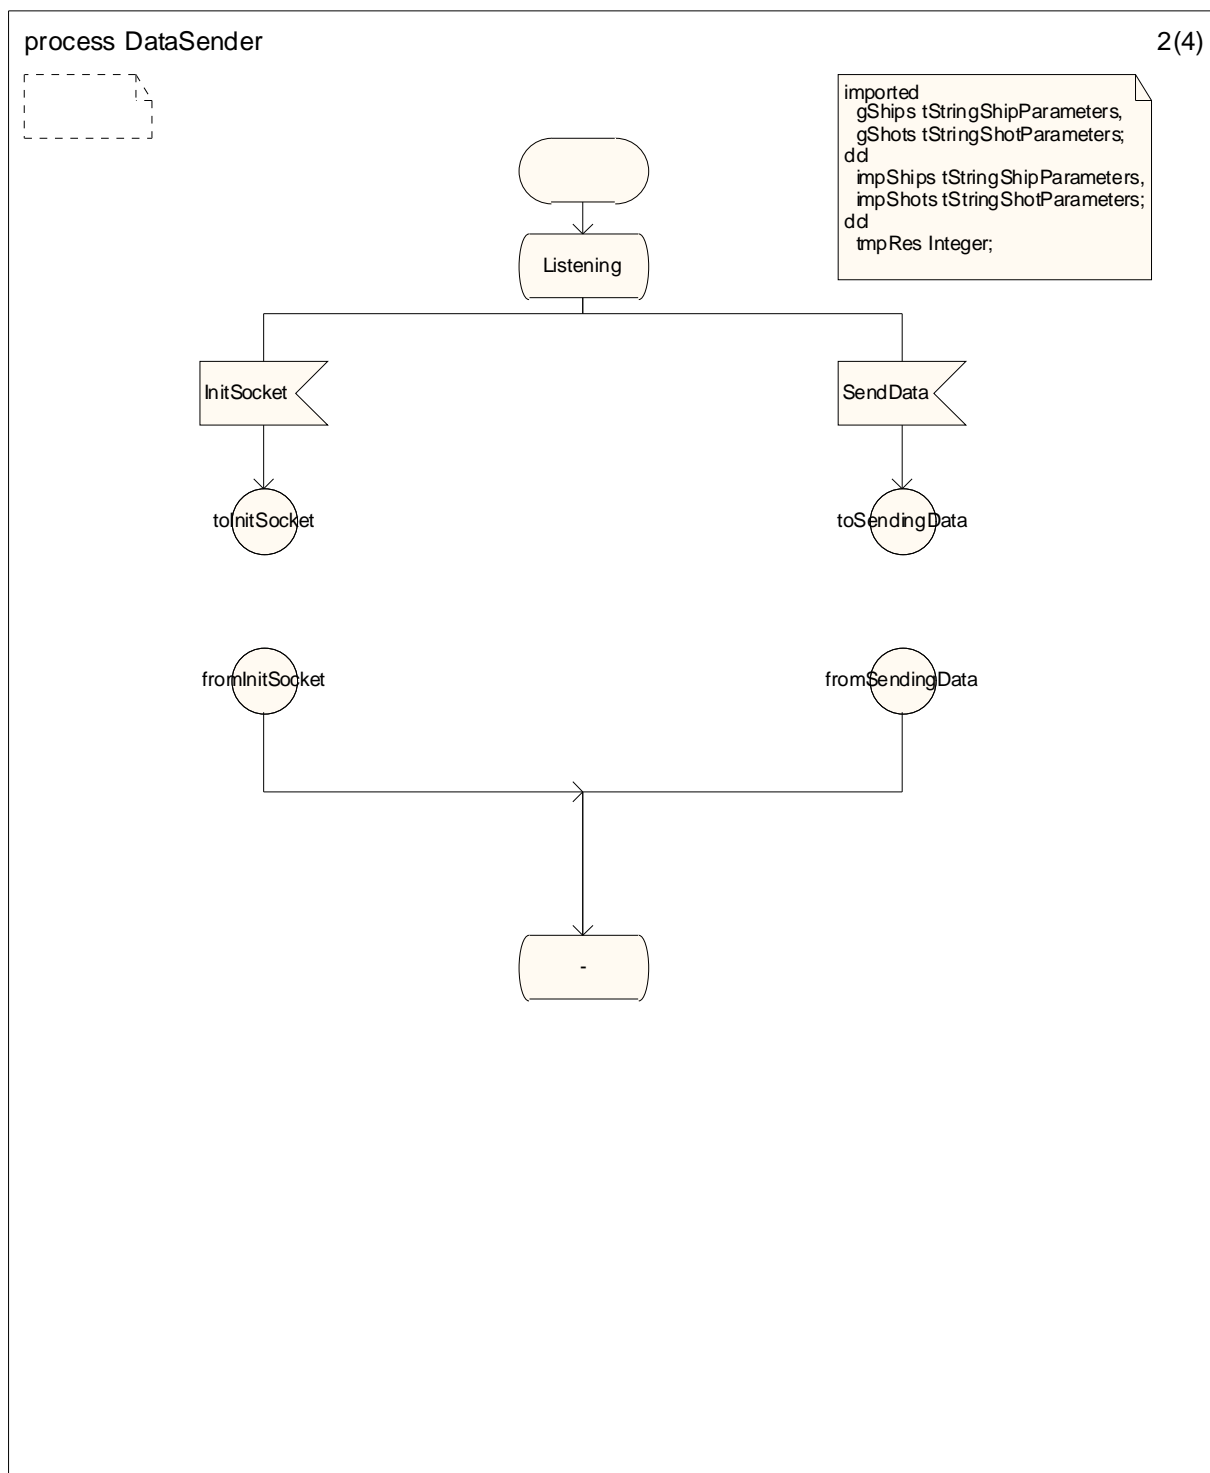 process DataSender
2(4)
imported
gShips tStringShipParameters,
gShots tStringShotParameters;
dcl
impShips tStringShipParameters,
impShots tStringShotParameters;
dcl
tmpRes Integer;
Listening
InitSocket
SendData
toInitSocket
toSendingData
fromInitSocket
fromSendingData
-